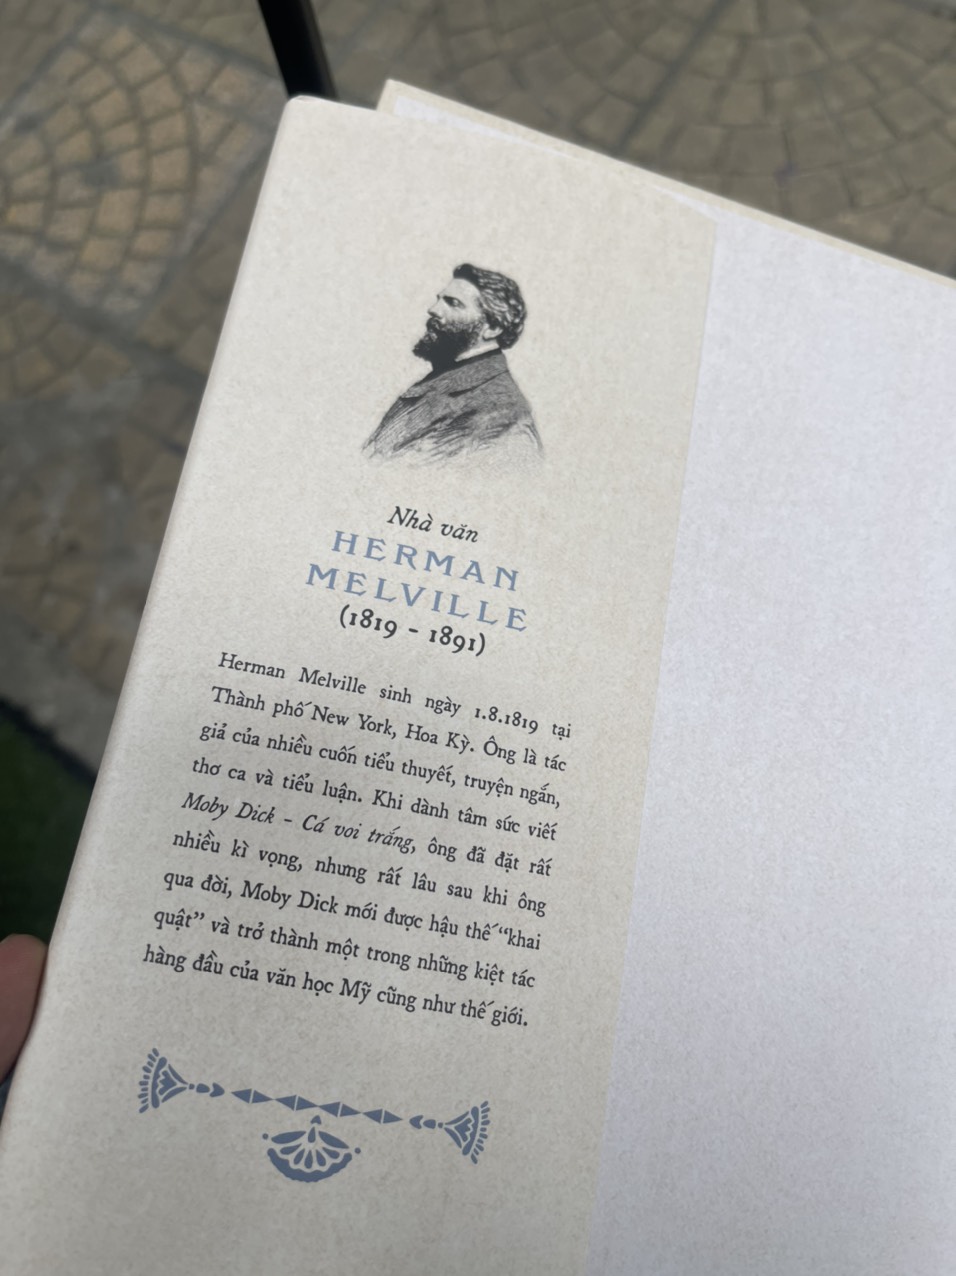 Nhà văn
HERMAN
MELVILLE
(1819 - 1891)
Herman Melville sinh ngày 1.8.1819 tại
Thành phố New York, Hoa Kỳ. Ông là tác
giả của nhiều cuốn tiểu thuyết, truyện ngắn,
thơ ca và tiểu luận. Khi dành tâm sức viết
Moby Dick - Cá voi trắng, ông đã đặt rất
nhiều kì vọng, nhưng rất lâu sau khi ông
qua đời, Moby Dick mới được hậu thế “khai
quật” và trở thành một trong những kiệt tác
hàng đầu của văn học Mỹ cũng như thế giới.